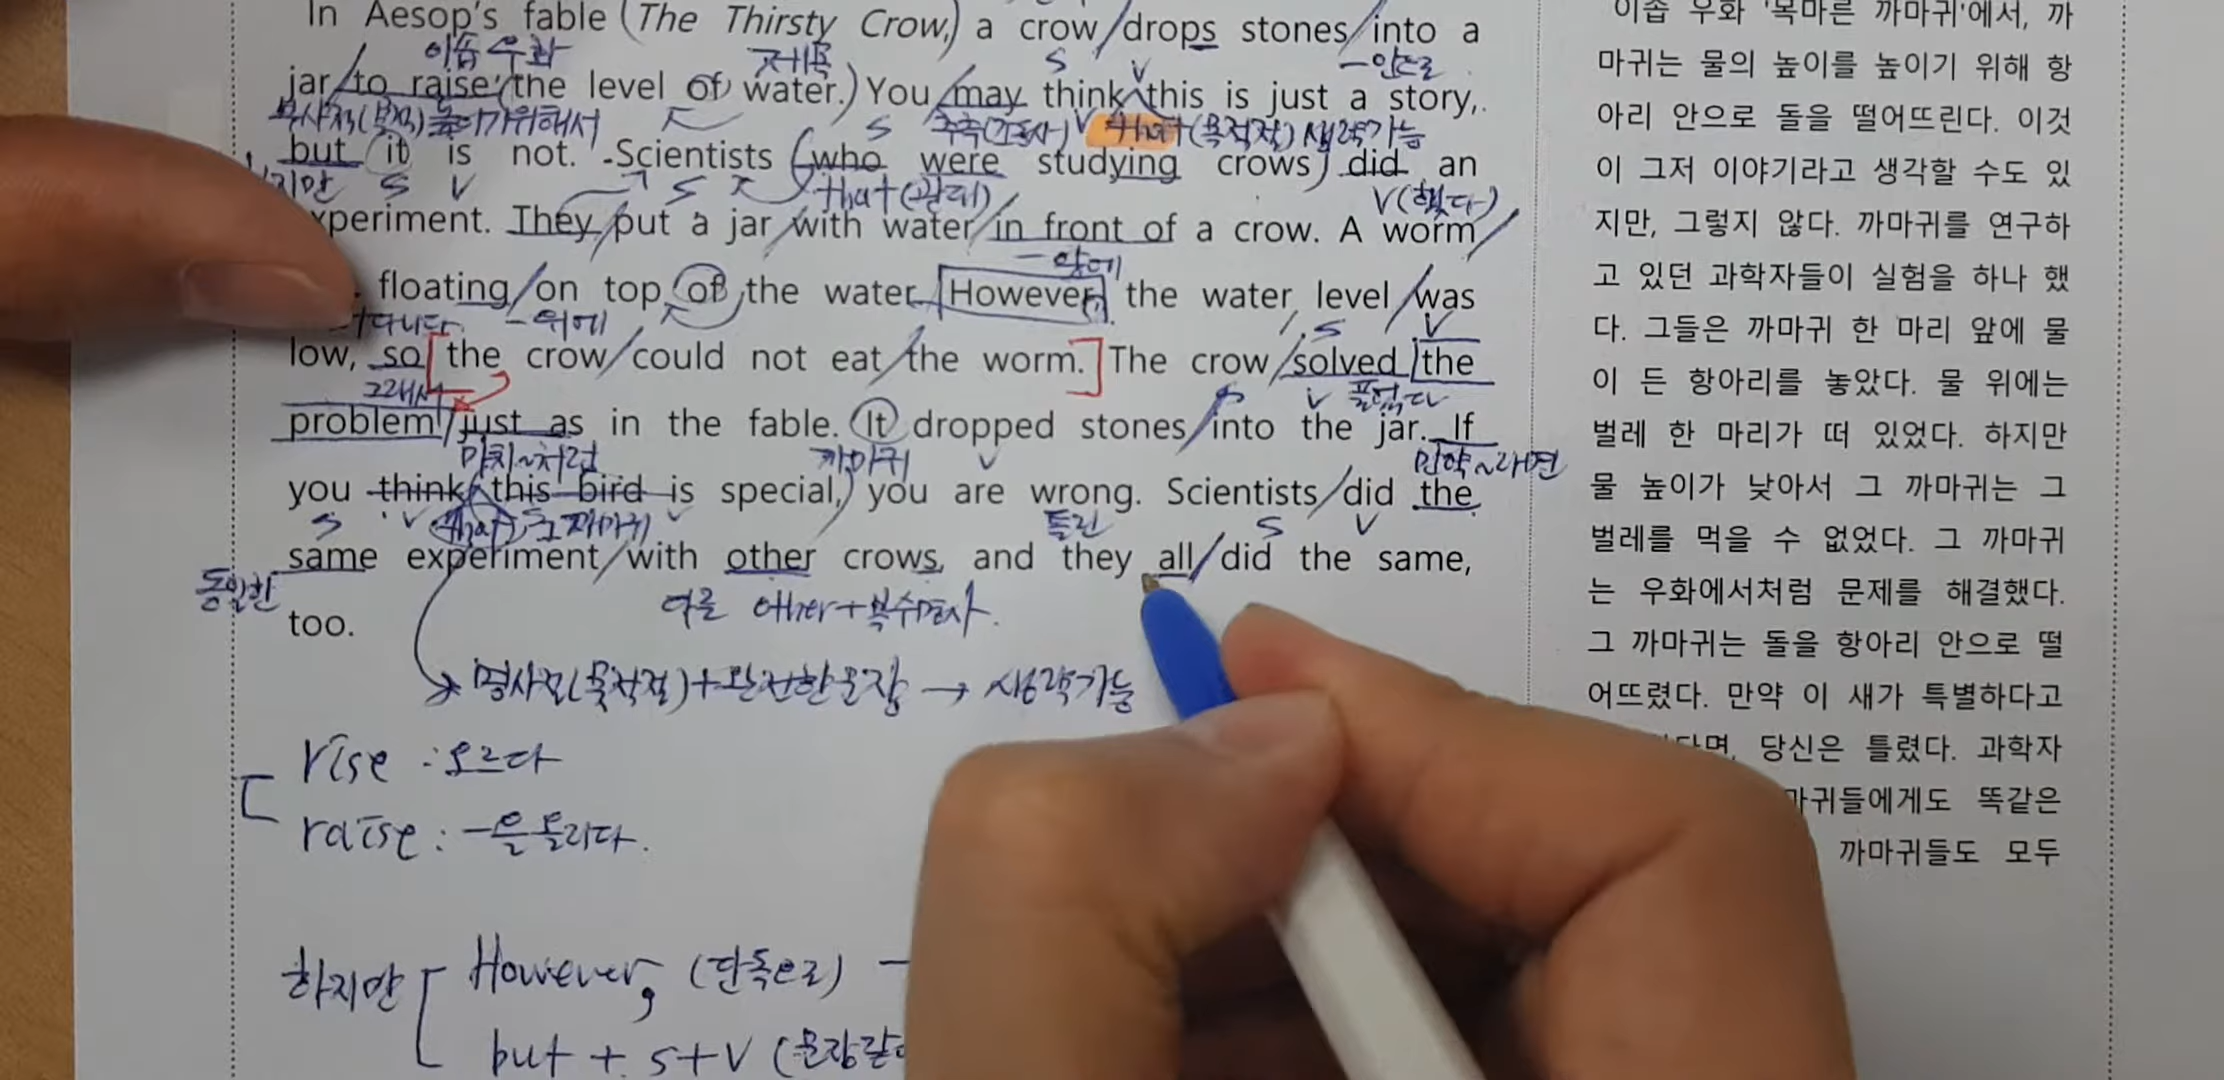 In Aesop's fable (The Thirsty Crow,) a crow/drops stones/into a
이솝 우화 제목 S V ~안으로
jar/to raise(the level of water.) You may think this is just a story,
부사적(목적) 높이기위해서 S 추측(조동사) V that(목적절) 생략가능
but it is not. Scientists (who were studying crows) did an
S V S that(관대) V(했다)
experiment. They/put a jar/with water/in front of a crow. A worm/
~앞에
floating/on top of the water. However, the water level/was
~위에 S V
low, so [the crow/could not eat/the worm.] The crow/solved the
그래서 V 풀었다
problem/just as in the fable. It dropped stones/into the jar. If
마치~처럼 까마귀 V 만약~라면
you think this bird is special, you are wrong. Scientists/did the
S V that 그 까마귀 V 틀린 S V
same experiment/with other crows, and they all/did the same,
동일한 다른 other+복수명사.
too.
명사절(목적절)+완전한문장 → 생략가능
rise : 오르다
raise : ~을 올리다.
하지만 However, (단독으로) –
but + S+V (문장
이솝 우화 '목마른 까마귀'에서, 까
마귀는 물의 높이를 높이기 위해 항
아리 안으로 돌을 떨어뜨린다. 이것
이 그저 이야기라고 생각할 수도 있
지만, 그렇지 않다. 까마귀를 연구하
고 있던 과학자들이 실험을 하나 했
다. 그들은 까마귀 한 마리 앞에 물
이 든 항아리를 놓았다. 물 위에는
벌레 한 마리가 떠 있었다. 하지만
물 높이가 낮아서 그 까마귀는 그
벌레를 먹을 수 없었다. 그 까마귀
는 우화에서처럼 문제를 해결했다.
그 까마귀는 돌을 항아리 안으로 떨
어뜨렸다. 만약 이 새가 특별하다고
당신은 틀렸다. 과학자
마귀들에게도 똑같은
까마귀들도 모두